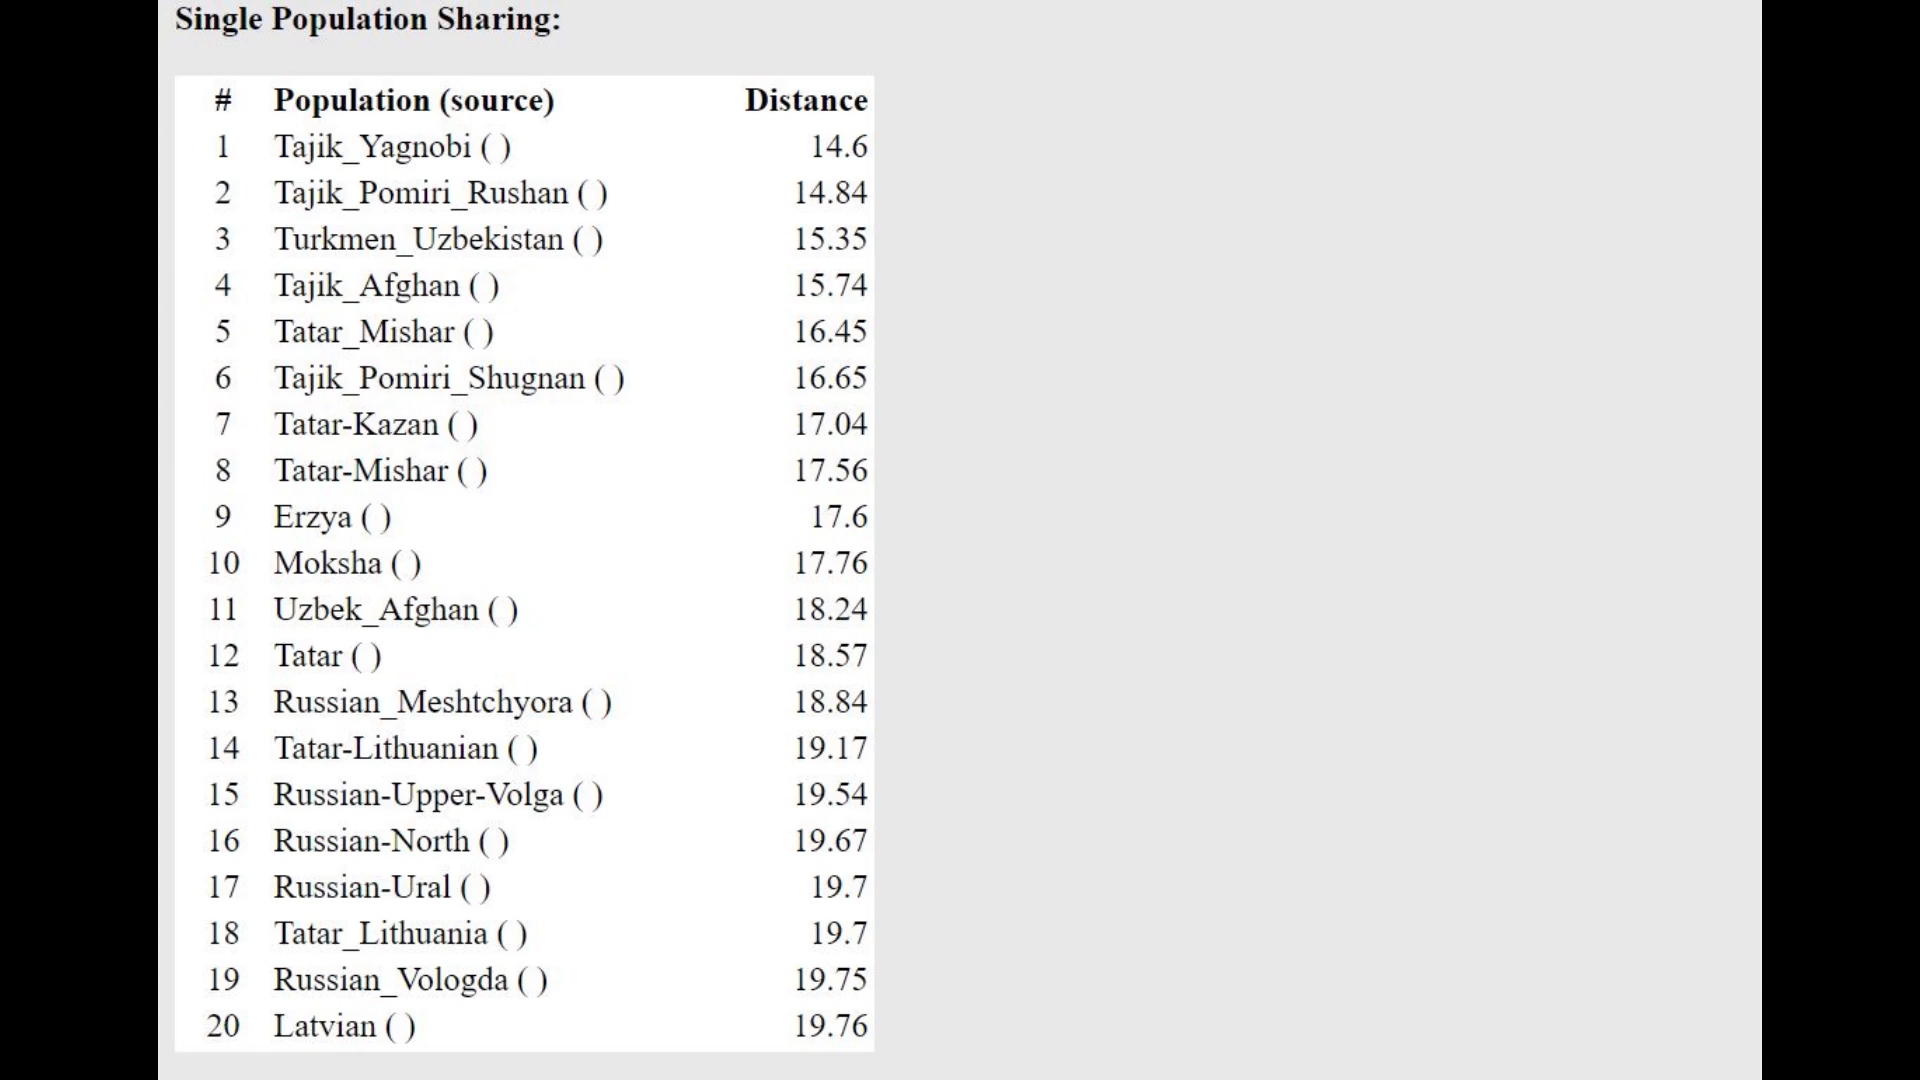 Single Population Sharing:
# Population (source) Distance
1 Tajik_Yagnobi ( ) 14.6
2 Tajik_Pomiri_Rushan ( ) 14.84
3 Turkmen_Uzbekistan ( ) 15.35
4 Tajik_Afghan ( ) 15.74
5 Tatar_Mishar ( ) 16.45
6 Tajik_Pomiri_Shugnan ( ) 16.65
7 Tatar-Kazan ( ) 17.04
8 Tatar-Mishar ( ) 17.56
9 Erzya ( ) 17.6
10 Moksha ( ) 17.76
11 Uzbek_Afghan ( ) 18.24
12 Tatar ( ) 18.57
13 Russian_Meshtchyora ( ) 18.84
14 Tatar-Lithuanian ( ) 19.17
15 Russian-Upper-Volga ( ) 19.54
16 Russian-North ( ) 19.67
17 Russian-Ural ( ) 19.7
18 Tatar_Lithuania ( ) 19.7
19 Russian_Vologda ( ) 19.75
20 Latvian ( ) 19.76